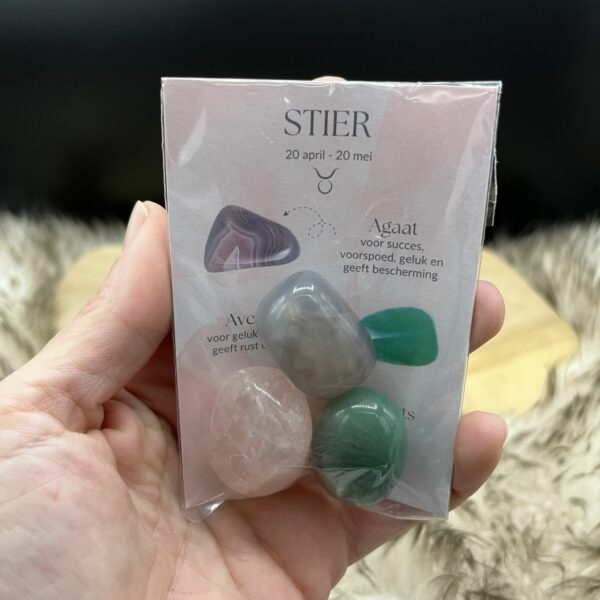 STIER
20 april - 20 mei
Agaat
voor succes,
voorspoed, geluk en
geeft bescherming
voor geluk
geeft rust